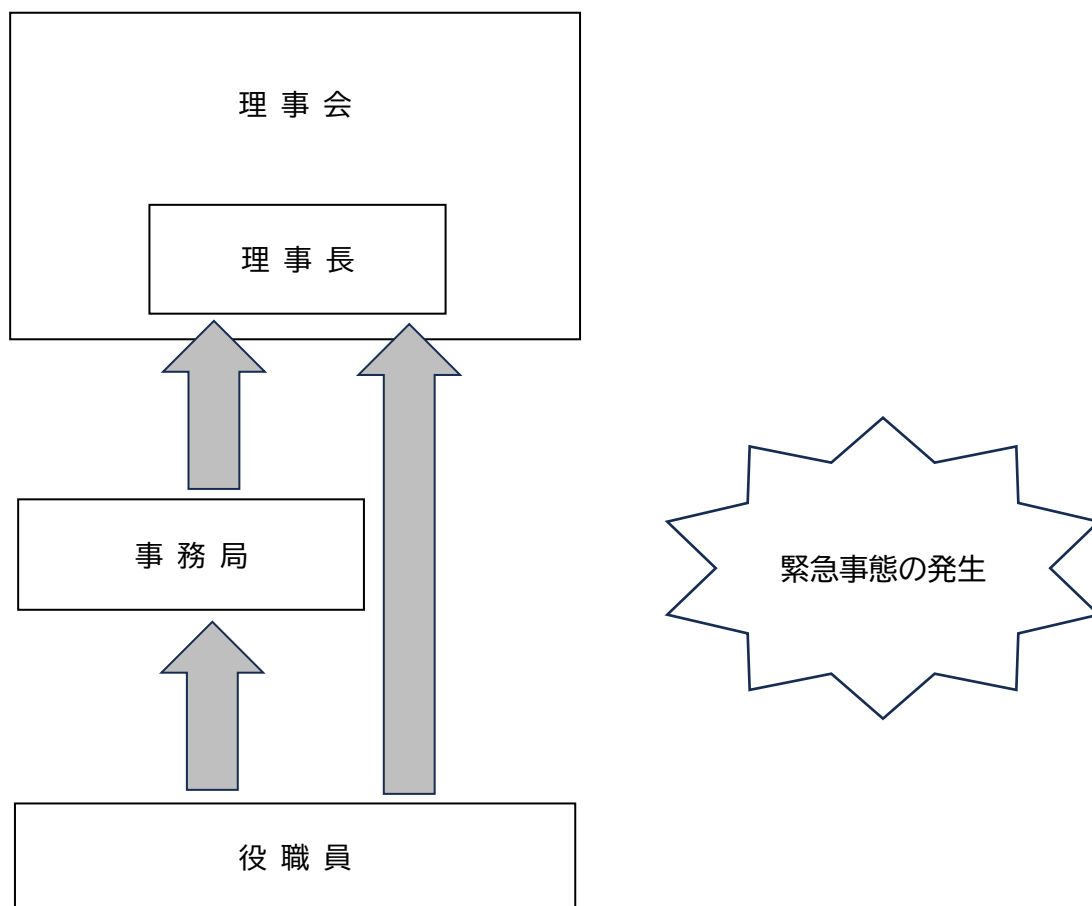 理 事 会
理 事 長
事 務 局
緊急事態の発生
役 職 員